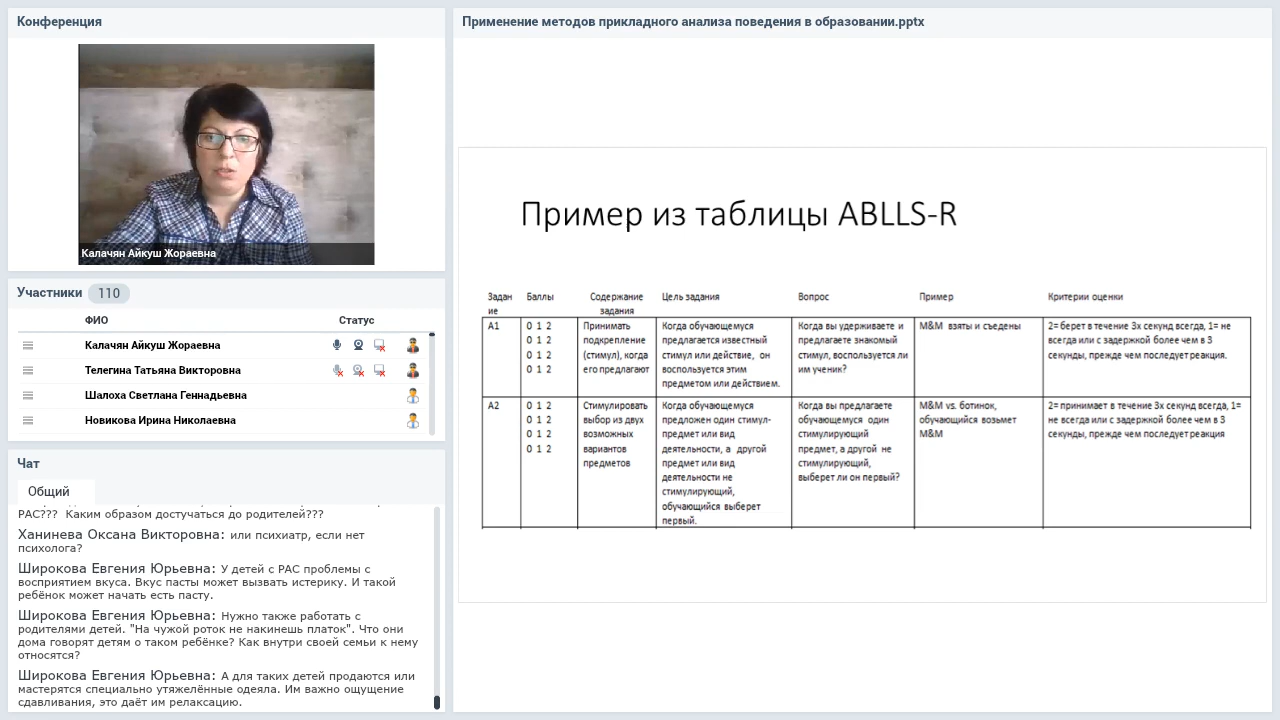 Конференция
Калачян Айкуш Жораевна
Участники 110
ФИО Статус
Калачян Айкуш Жораевна
Телегина Татьяна Викторовна
Шалоха Светлана Геннадьевна
Новикова Ирина Николаевна
Чат
Общий
РАС??? Каким образом достучаться до родителей???
Ханинева Оксана Викторовна: или психиатр, если нет
психолога?
Широкова Евгения Юрьевна: У детей с РАС проблемы с
восприятием вкуса. Вкус пасты может вызвать истерику. И такой
ребёнок может начать есть пасту.
Широкова Евгения Юрьевна: Нужно также работать с
родителями детей. "На чужой роток не накинешь платок". Что они
дома говорят детям о таком ребёнке? Как внутри своей семьи к нему
относятся?
Широкова Евгения Юрьевна: А для таких детей продаются или
мастерятся специально утяжелённые одеяла. Им важно ощущение
сдавливания, это даёт им релаксацию.
Применение методов прикладного анализа поведения в образовании.pptx
Пример из таблицы ABLLS-R
Задан
ие
Баллы
Содержание
задания
Цель задания
Вопрос
Пример
Критерии оценки
A1
0 1 2
0 1 2
0 1 2
0 1 2
Принимать
подкрепление
(стимул), когда
его предлагают
Когда обучающемуся
предлагается известный
стимул или действие, он
воспользуется этим
предметом или действием.
Когда вы удерживаете и
предлагаете знакомый
стимул, воспользуется ли
им ученик?
M&M взяты и съедены
2= берет в течение 3х секунд всегда, 1= не
всегда или с задержкой более чем в 3
секунды, прежде чем последует реакция.
A2
0 1 2
0 1 2
0 1 2
0 1 2
Стимулировать
выбор из двух
возможных
вариантов
предметов
Когда обучающемуся
предложен один стимул-
предмет или вид
деятельности, а другой
предмет или вид
деятельности не
стимулирующий,
обучающийся выберет
первый.
Когда вы предлагаете
обучающемуся один
стимулирующий
предмет, а другой не
стимулирующий,
выберет ли он первый?
M&M vs. ботинок,
обучающийся возьмет
M&M
2= принимает в течение 3х секунд всегда, 1=
не всегда или с задержкой более чем в 3
секунды, прежде чем последует реакция